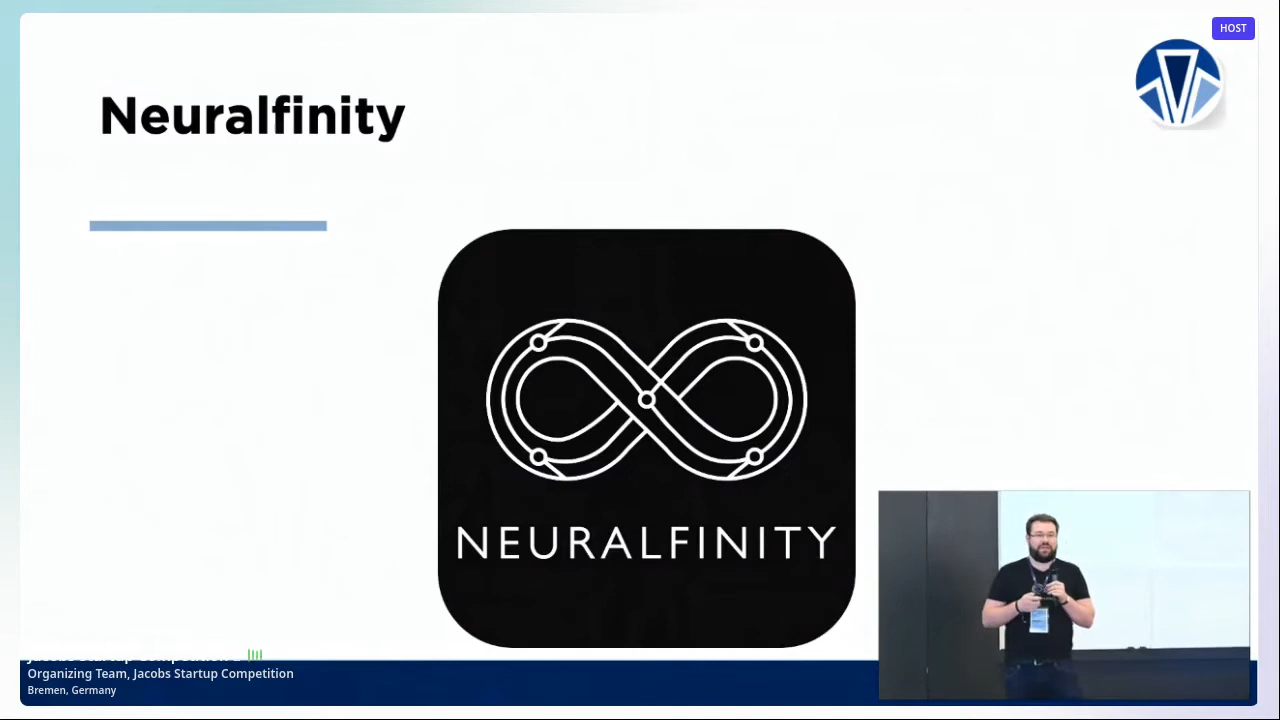 HOST
Neuralfinity
NEURALFINITY
Organizing Team, Jacobs Startup Competition
Bremen, Germany